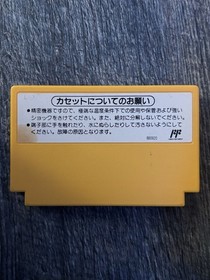 カセットについてのお願い
●精密機器ですので、極端な温度条件下での使用や保管および強い
ショックをさけてください。また、絶対に分解しないでください。
●端子部に手を触れたり、水にぬらしたりして汚さないようにして
ください。故障の原因となります。